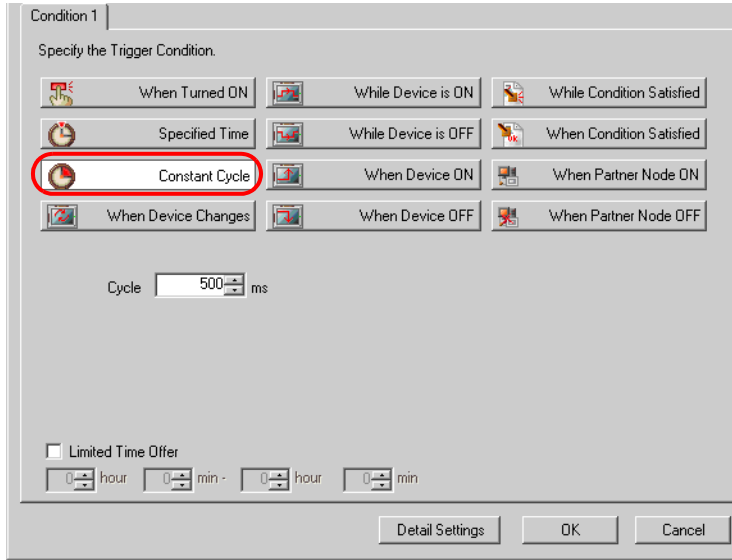 Condition 1
Specify the Trigger Condition.
When Turned ON While Device is ON While Condition Satisfied
Specified Time While Device is OFF When Condition Satisfied
Constant Cycle When Device ON When Partner Node ON
When Device Changes When Device OFF When Partner Node OFF
Cycle 500 ms
Limited Time Offer
0 hour 0 min - 0 hour 0 min
Detail Settings OK Cancel